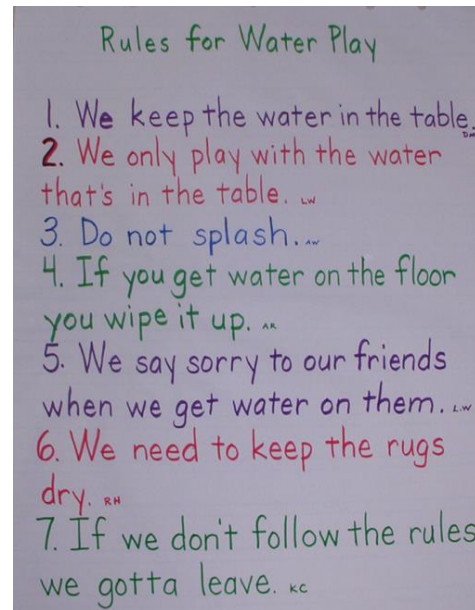 Rules for Water Play
1. We keep the water in the table.
2. We only play with the water
that's in the table. LW
3. Do not splash. AW
4. If you get water on the floor
you wipe it up. AR
5. We say sorry to our friends
when we get water on them. L.W
6. We need to keep the rugs
dry. RH
7. If we don't follow the rules
we gotta leave. KC